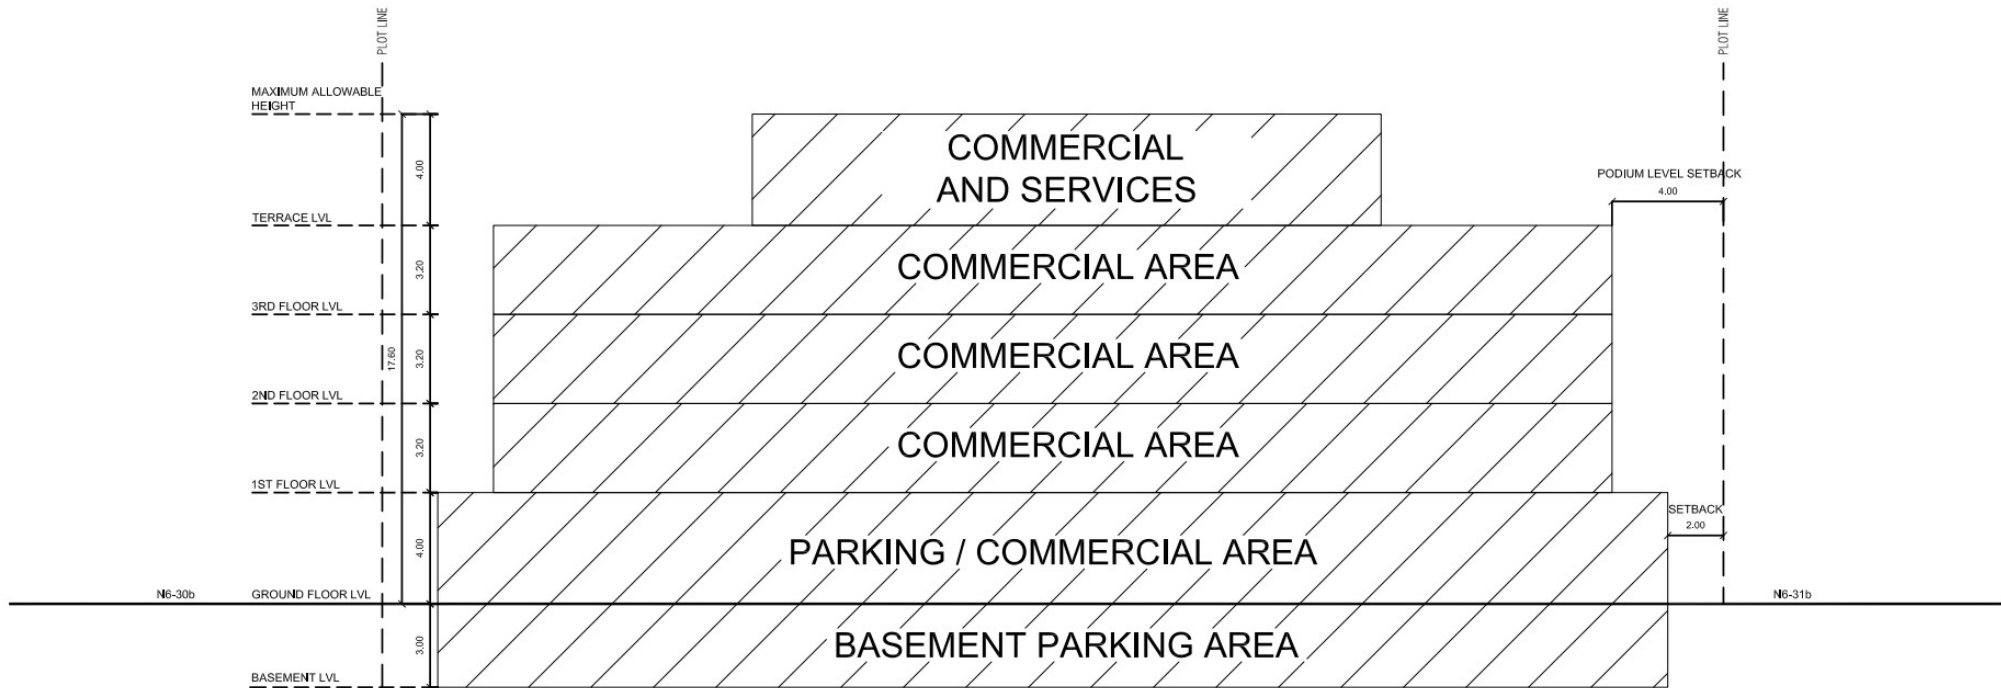 PLOT LINE
PLOT LINE
MAXIMUM ALLOWABLE
HEIGHT
4.00
COMMERCIAL
AND SERVICES
PODIUM LEVEL SETBACK
4.00
TERRACE LVL
3.20
COMMERCIAL AREA
3RD FLOOR LVL
17.60
3.20
COMMERCIAL AREA
2ND FLOOR LVL
3.20
COMMERCIAL AREA
1ST FLOOR LVL
SETBACK
2.00
4.00
PARKING / COMMERCIAL AREA
N6-30b
GROUND FLOOR LVL
N6-31b
3.00
BASEMENT PARKING AREA
BASEMENT LVL